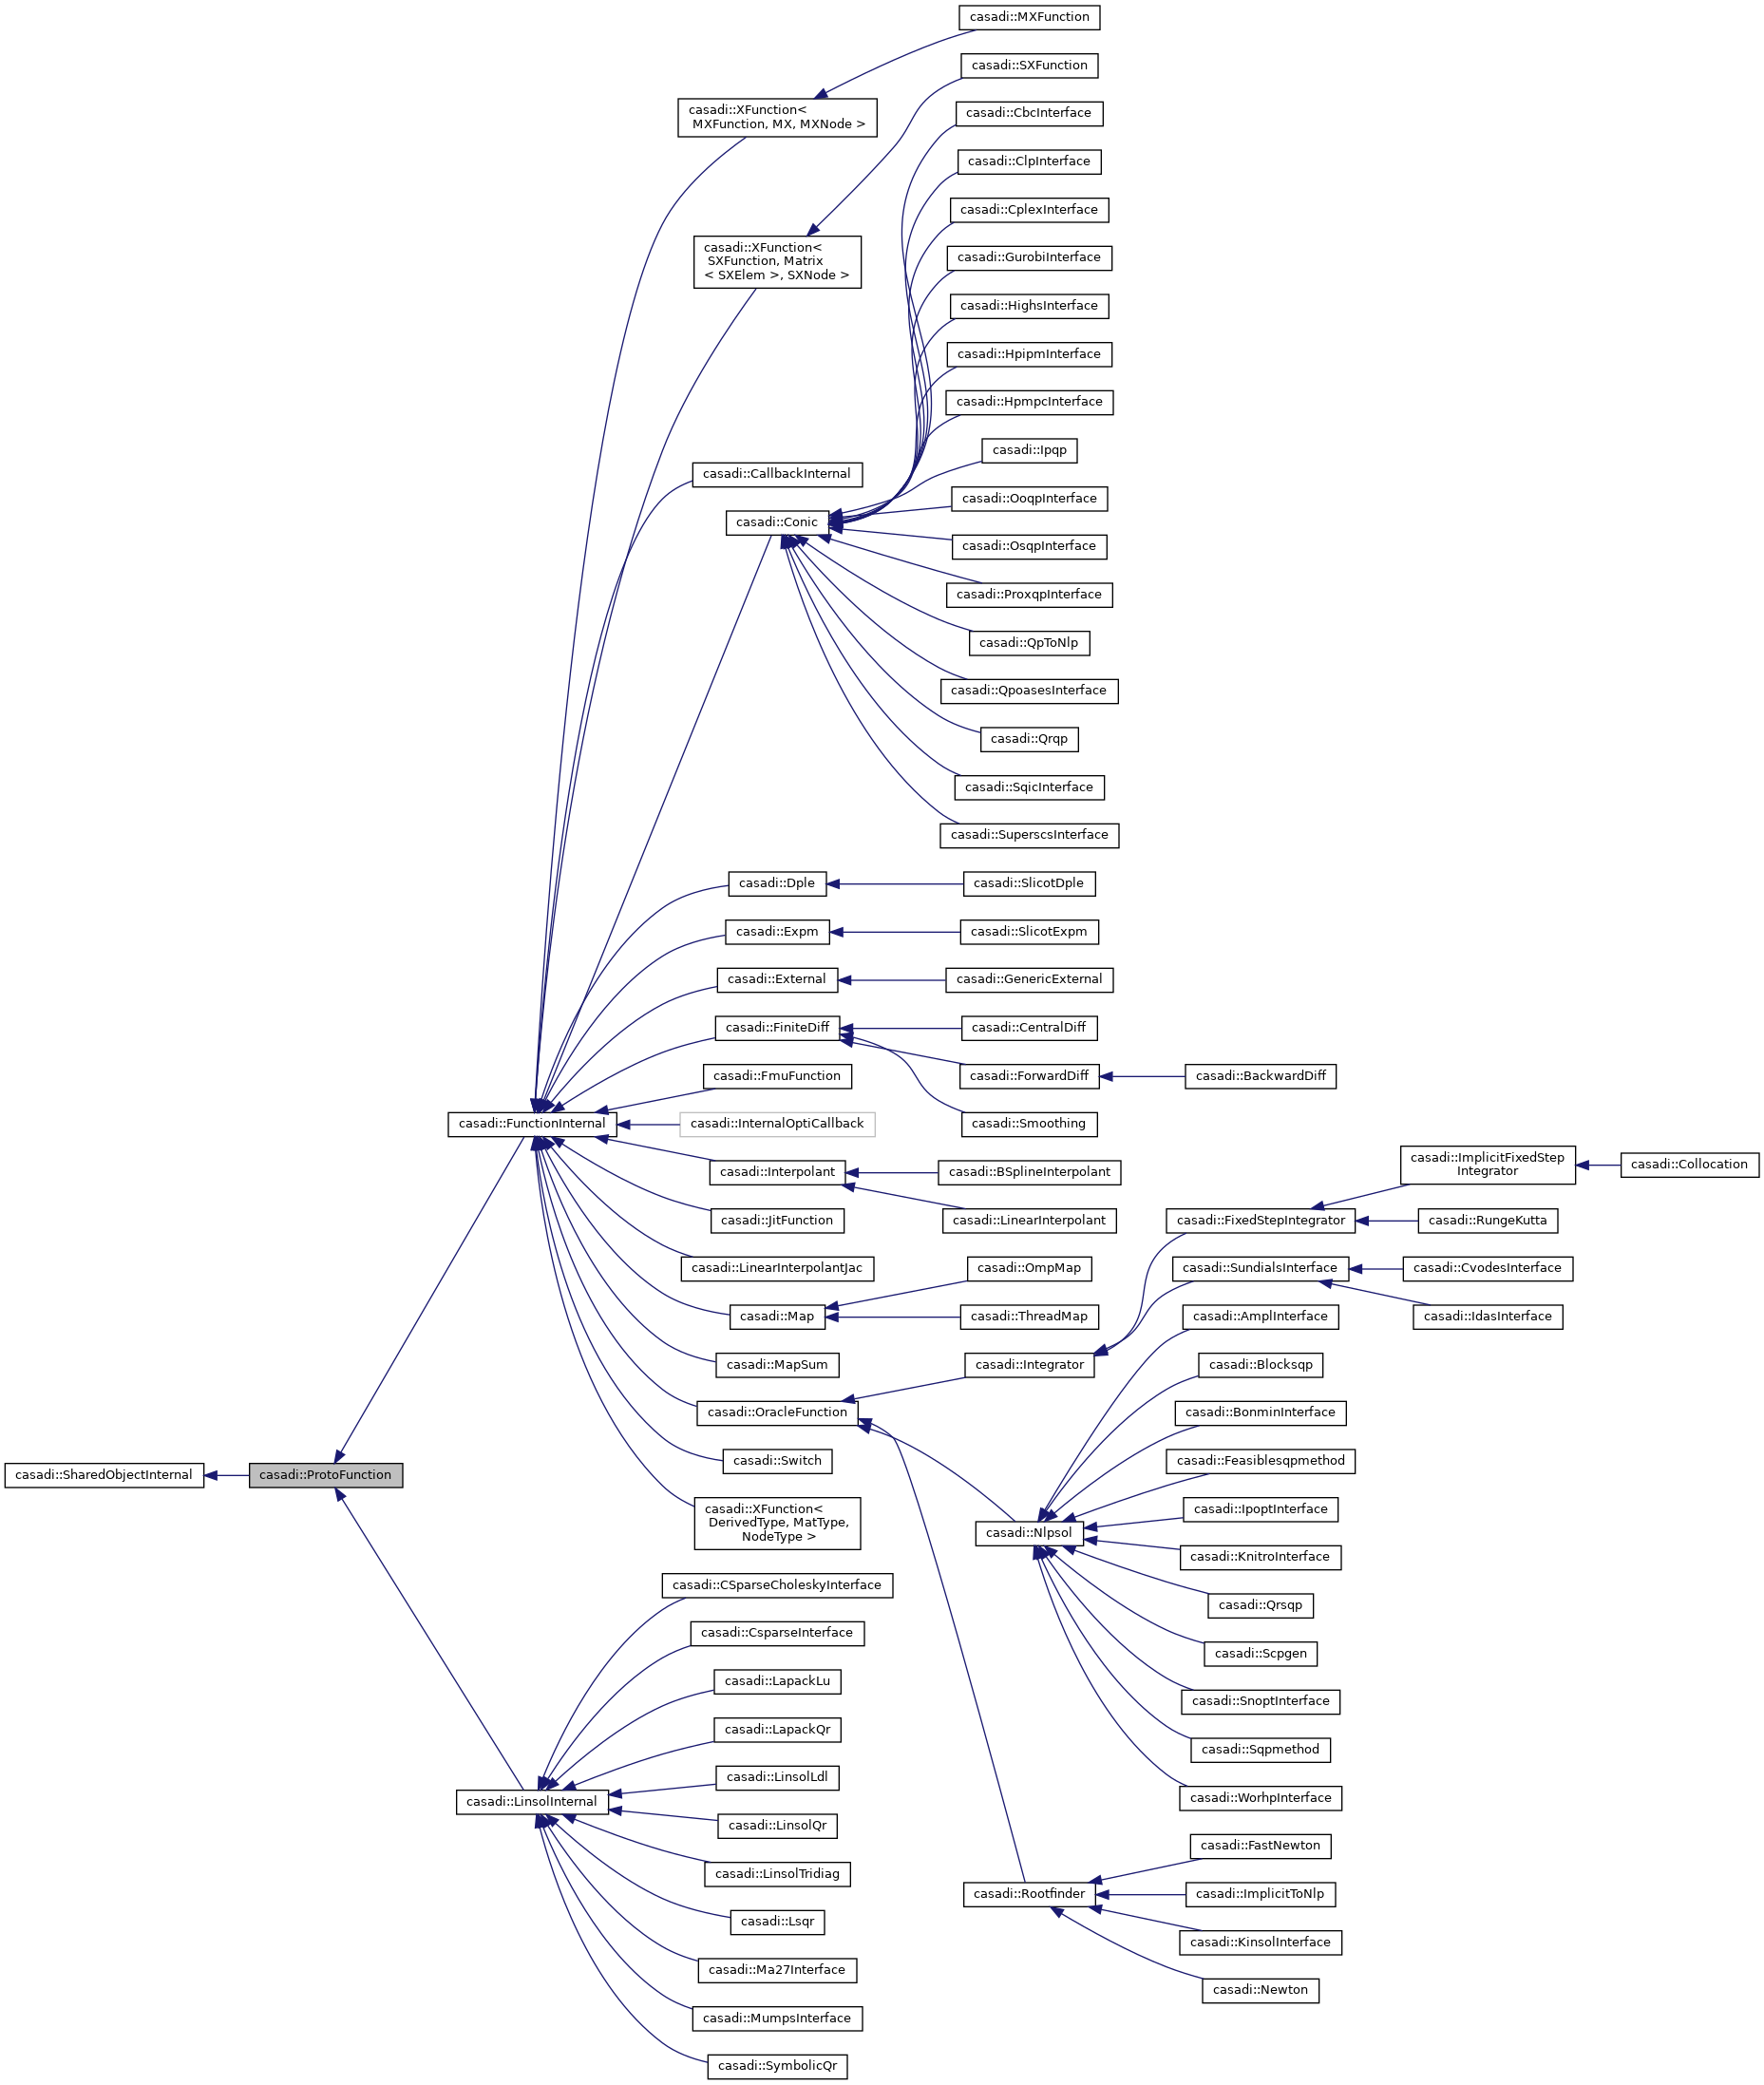 casadi::MXFunction
casadi::SXFunction
casadi::XFunction<
MXFunction, MX, MXNode >
casadi::CbcInterface
casadi::ClpInterface
casadi::CplexInterface
casadi::XFunction<
SXFunction, Matrix
< SXElem >, SXNode >
casadi::GurobiInterface
casadi::HighsInterface
casadi::HpipmInterface
casadi::HpmpcInterface
casadi::Ipqp
casadi::CallbackInternal
casadi::OoqpInterface
casadi::Conic
casadi::OsqpInterface
casadi::ProxqpInterface
casadi::QpToNlp
casadi::QpoasesInterface
casadi::Qrqp
casadi::SqicInterface
casadi::SuperscsInterface
casadi::Dple
casadi::SlicotDple
casadi::Expm
casadi::SlicotExpm
casadi::External
casadi::GenericExternal
casadi::FiniteDiff
casadi::CentralDiff
casadi::FmuFunction
casadi::ForwardDiff
casadi::BackwardDiff
casadi::FunctionInternal
casadi::InternalOptiCallback
casadi::Smoothing
casadi::Interpolant
casadi::BSplineInterpolant
casadi::ImplicitFixedStep
Integrator
casadi::Collocation
casadi::JitFunction
casadi::LinearInterpolant
casadi::FixedStepIntegrator
casadi::RungeKutta
casadi::LinearInterpolantJac
casadi::OmpMap
casadi::SundialsInterface
casadi::CvodesInterface
casadi::Map
casadi::ThreadMap
casadi::AmplInterface
casadi::IdasInterface
casadi::MapSum
casadi::Integrator
casadi::Blocksqp
casadi::OracleFunction
casadi::BonminInterface
casadi::Switch
casadi::Feasiblesqpmethod
casadi::SharedObjectInternal
casadi::ProtoFunction
casadi::XFunction<
DerivedType, MatType,
NodeType >
casadi::IpoptInterface
casadi::Nlpsol
casadi::KnitroInterface
casadi::CSparseCholeskyInterface
casadi::Qrsqp
casadi::CsparseInterface
casadi::Scpgen
casadi::LapackLu
casadi::SnoptInterface
casadi::LapackQr
casadi::Sqpmethod
casadi::LinsolLdl
casadi::LinsolInternal
casadi::WorhpInterface
casadi::LinsolQr
casadi::FastNewton
casadi::LinsolTridiag
casadi::Rootfinder
casadi::ImplicitToNlp
casadi::Lsqr
casadi::KinsolInterface
casadi::Ma27Interface
casadi::Newton
casadi::MumpsInterface
casadi::SymbolicQr